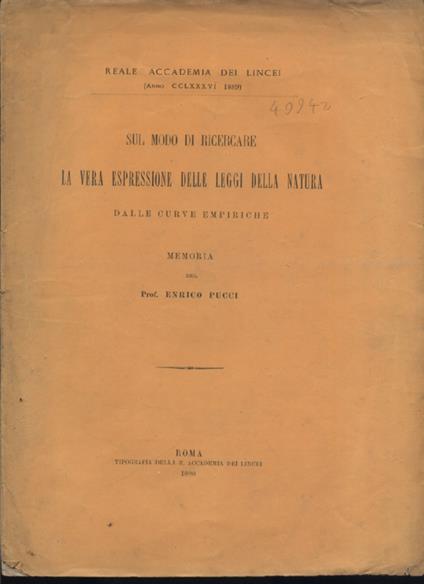 REALE ACCADEMIA DEI LINCEI
(Anno CCLXXXVI 1889)
40942
SUL MODO DI RICERCARE
LA VERA ESPRESSIONE DELLE LEGGI DELLA NATURA
DALLE CURVE EMPIRICHE
MEMORIA
DEL
Prof. ENRICO PUCCI
ROMA
TIPOGRAFIA DELLA R. ACCADEMIA DEI LINCEI